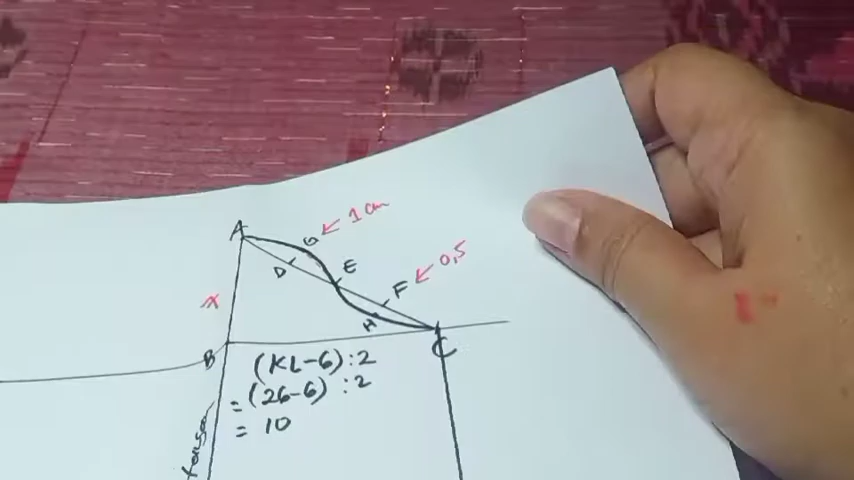 A
G ← 1 cm
D
E
F ← 0,5
x
H
B
C
(KL-6):2
= (26-6) :2
= 10